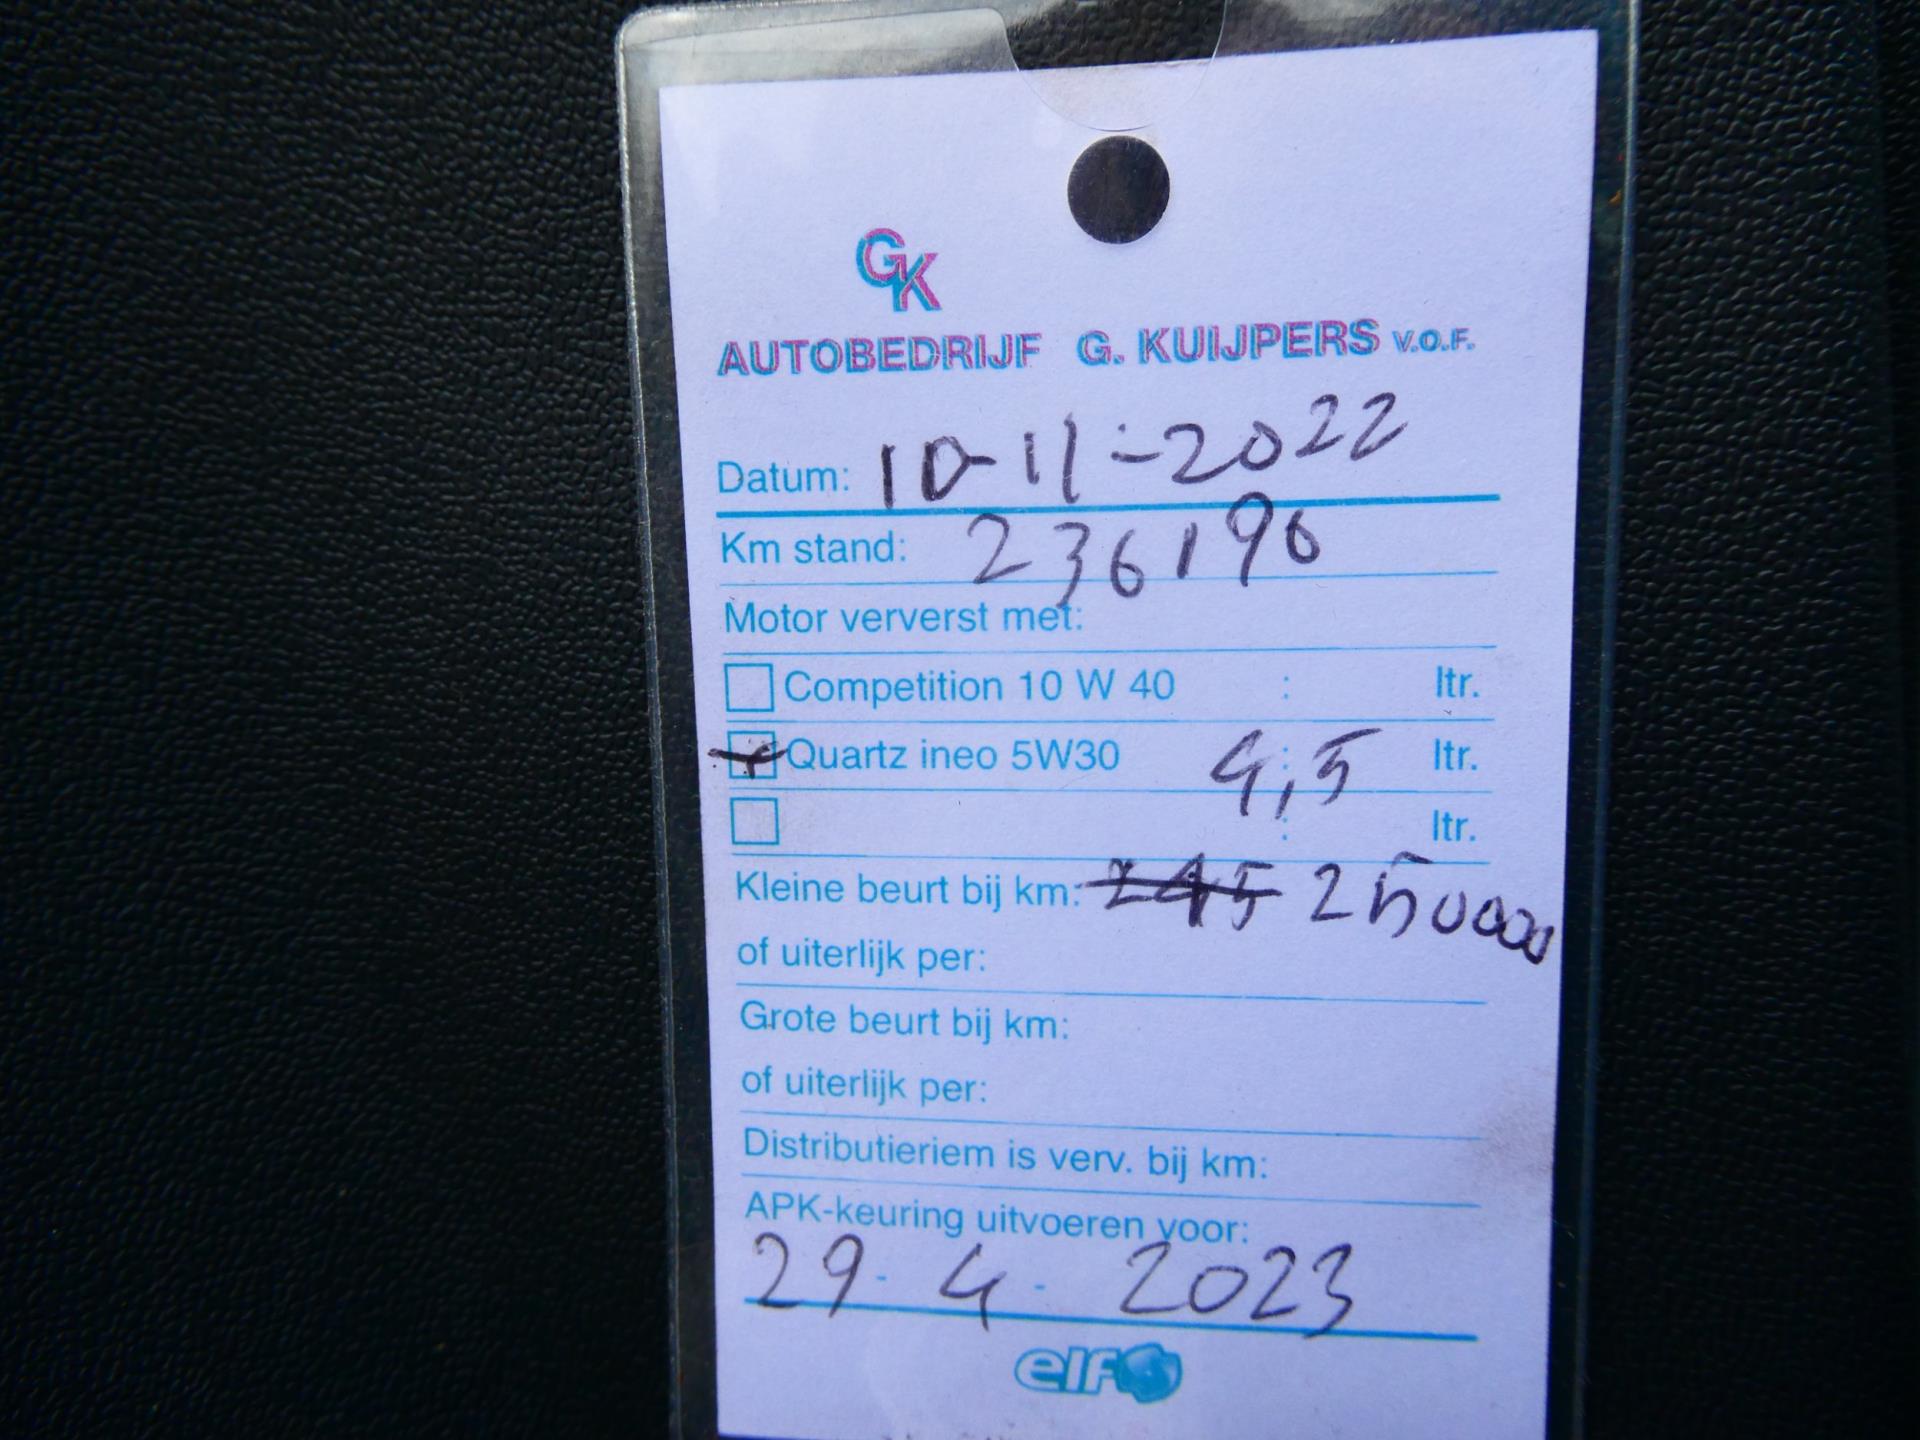 GK
AUTOBEDRIJF G. KUIJPERS V.O.F.
Datum: 10-11-2022
Km stand: 236196
Motor ververst met:
Competition 10 W 40 : ltr.
Quartz ineo 5W30 4,5 : ltr.
: ltr.
Kleine beurt bij km: 245 250000
of uiterlijk per:
Grote beurt bij km:
of uiterlijk per:
Distributieriem is verv. bij km:
APK-keuring uitvoeren voor:
29-4-2023
elf